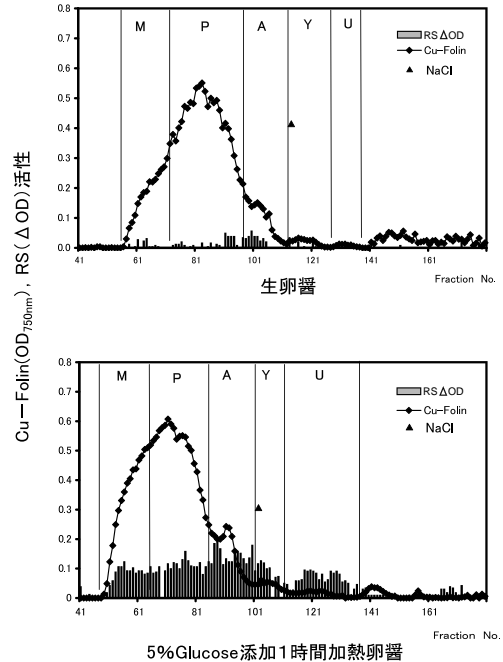 Cu-Folin(OD750nm), RS(ΔOD)活性
0.8
0.7
0.6
0.5
0.4
0.3
0.2
0.1
0.0
M P A Y U
RSΔOD
Cu-Folin
NaCl
41 61 81 101 121 141 161
Fraction No.
生卵醤
0.8
0.7
0.6
0.5
0.4
0.3
0.2
0.1
0
M P A Y U
RSΔOD
Cu-Folin
NaCl
41 61 81 101 121 141 161
Fraction No.
5%Glucose添加1時間加熱卵醤